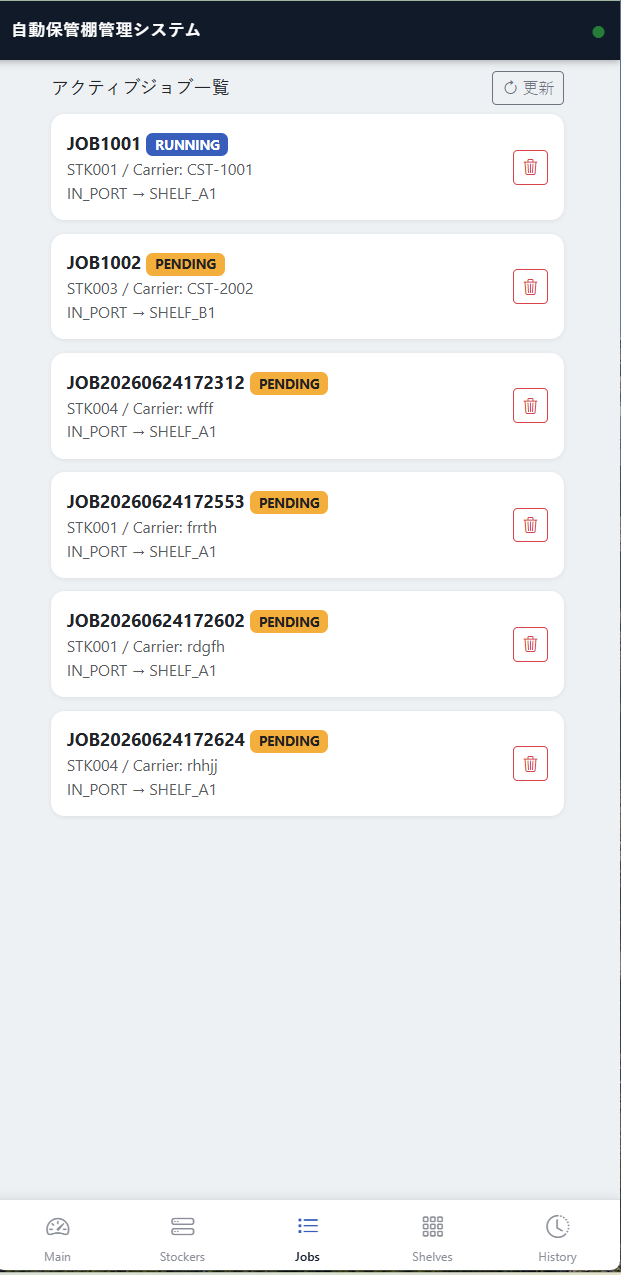 自動保管棚管理システム
アクティブジョブ一覧
更新
JOB1001 RUNNING
STK001 / Carrier: CST-1001
IN_PORT → SHELF_A1
JOB1002 PENDING
STK003 / Carrier: CST-2002
IN_PORT → SHELF_B1
JOB20260624172312 PENDING
STK004 / Carrier: wfff
IN_PORT → SHELF_A1
JOB20260624172553 PENDING
STK001 / Carrier: frrth
IN_PORT → SHELF_A1
JOB20260624172602 PENDING
STK001 / Carrier: rdgfh
IN_PORT → SHELF_A1
JOB20260624172624 PENDING
STK004 / Carrier: rhhjj
IN_PORT → SHELF_A1
Main
Stockers
Jobs
Shelves
History